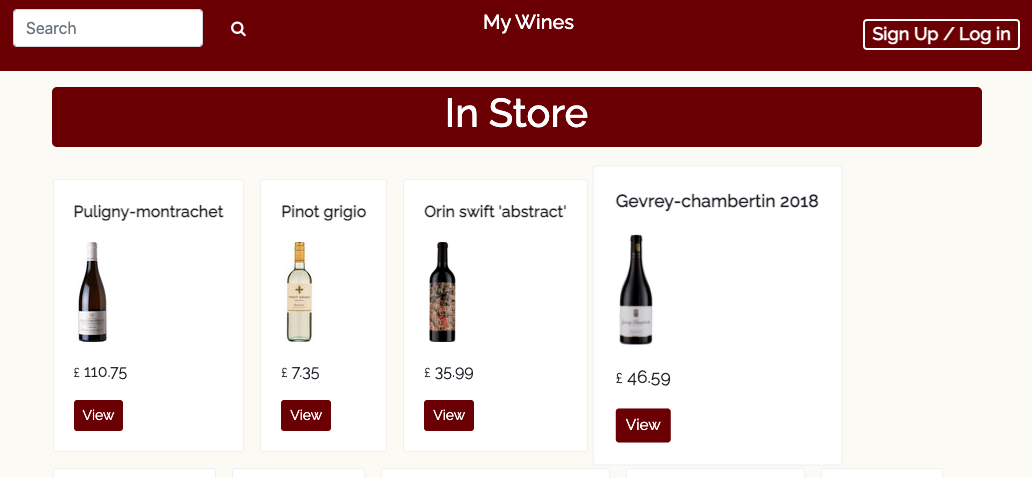 Search
My Wines
Sign Up / Log in
In Store
Puligny-montrachet
Pinot grigio
Orin swift 'abstract'
Gevrey-chambertin 2018
£ 110.75
£ 7.35
£ 35.99
£ 46.59
View
View
View
View